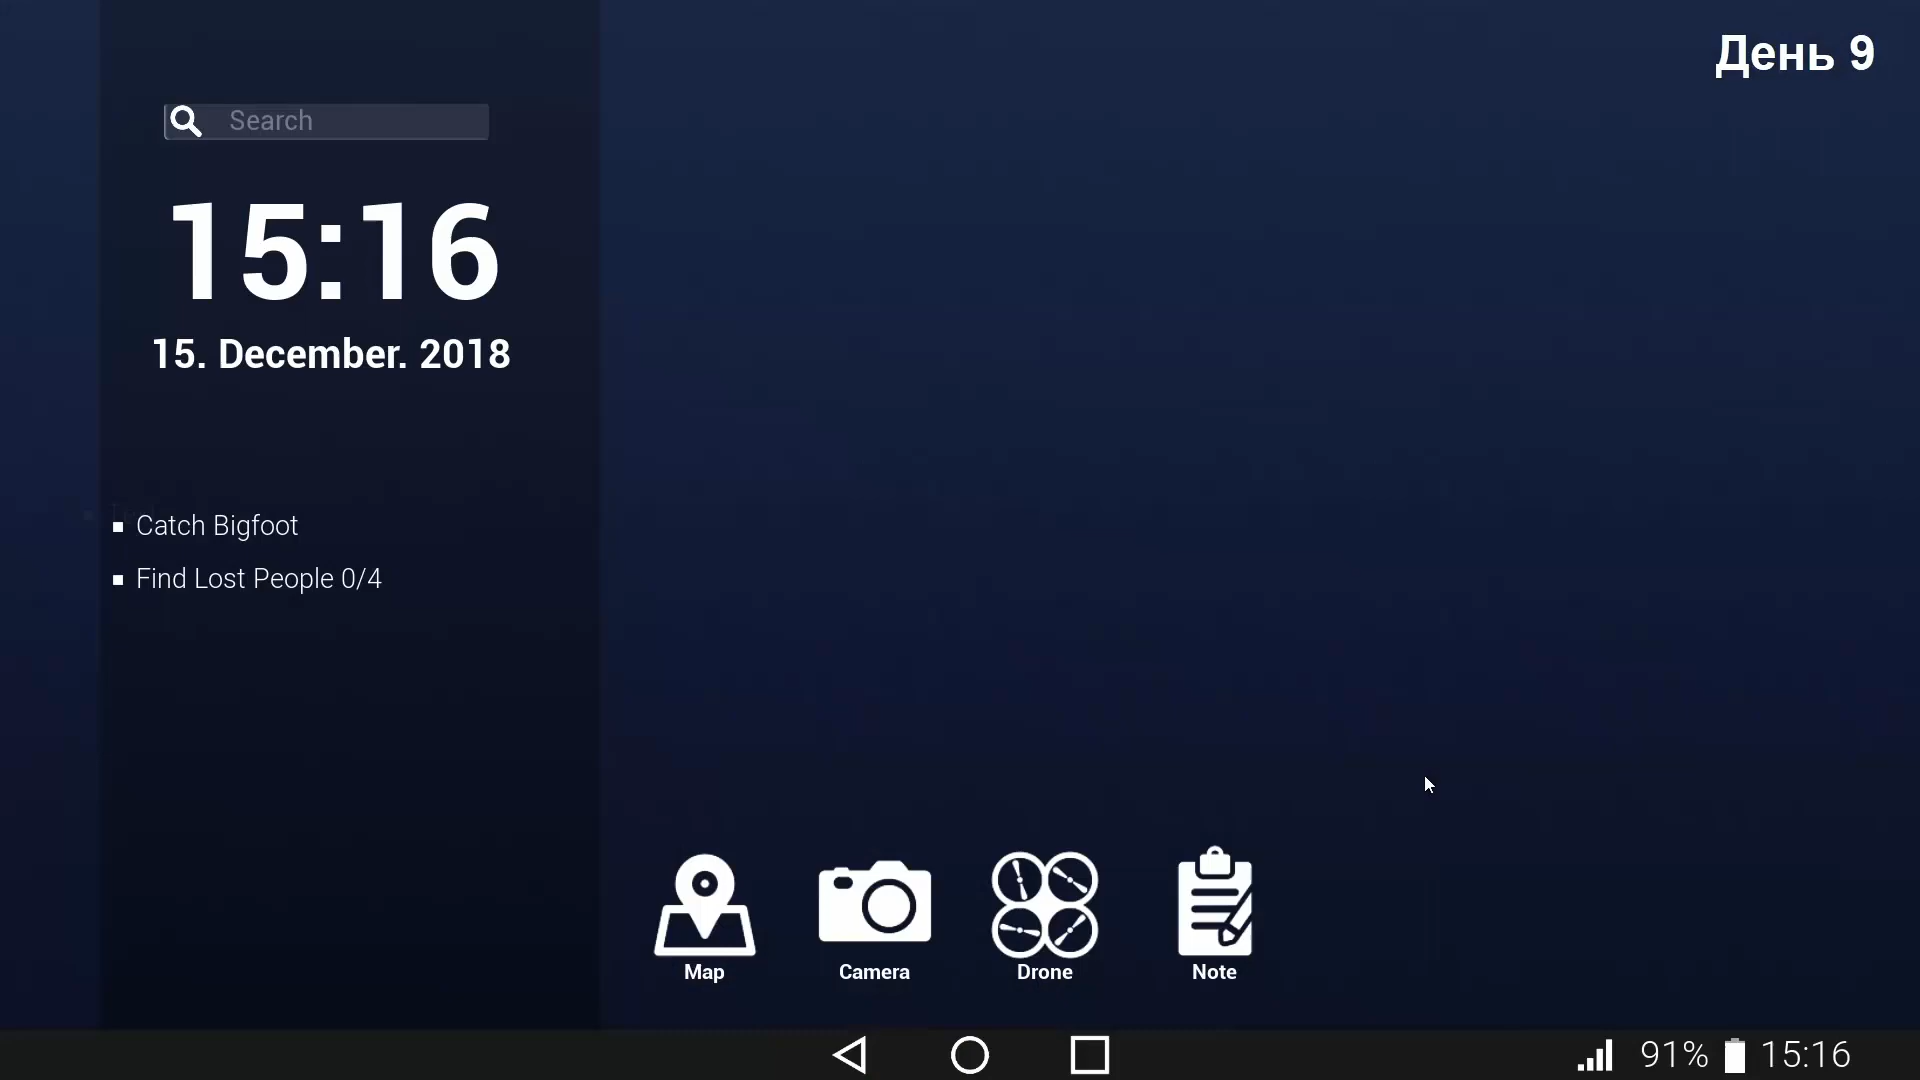 День 9
Search
15:16
15. December. 2018
Catch Bigfoot
Find Lost People 0/4
Map
Camera
Drone
Note
91%
15:16